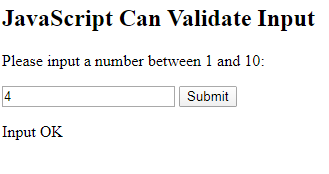 JavaScript Can Validate Input
Please input a number between 1 and 10:
4 Submit
Input OK